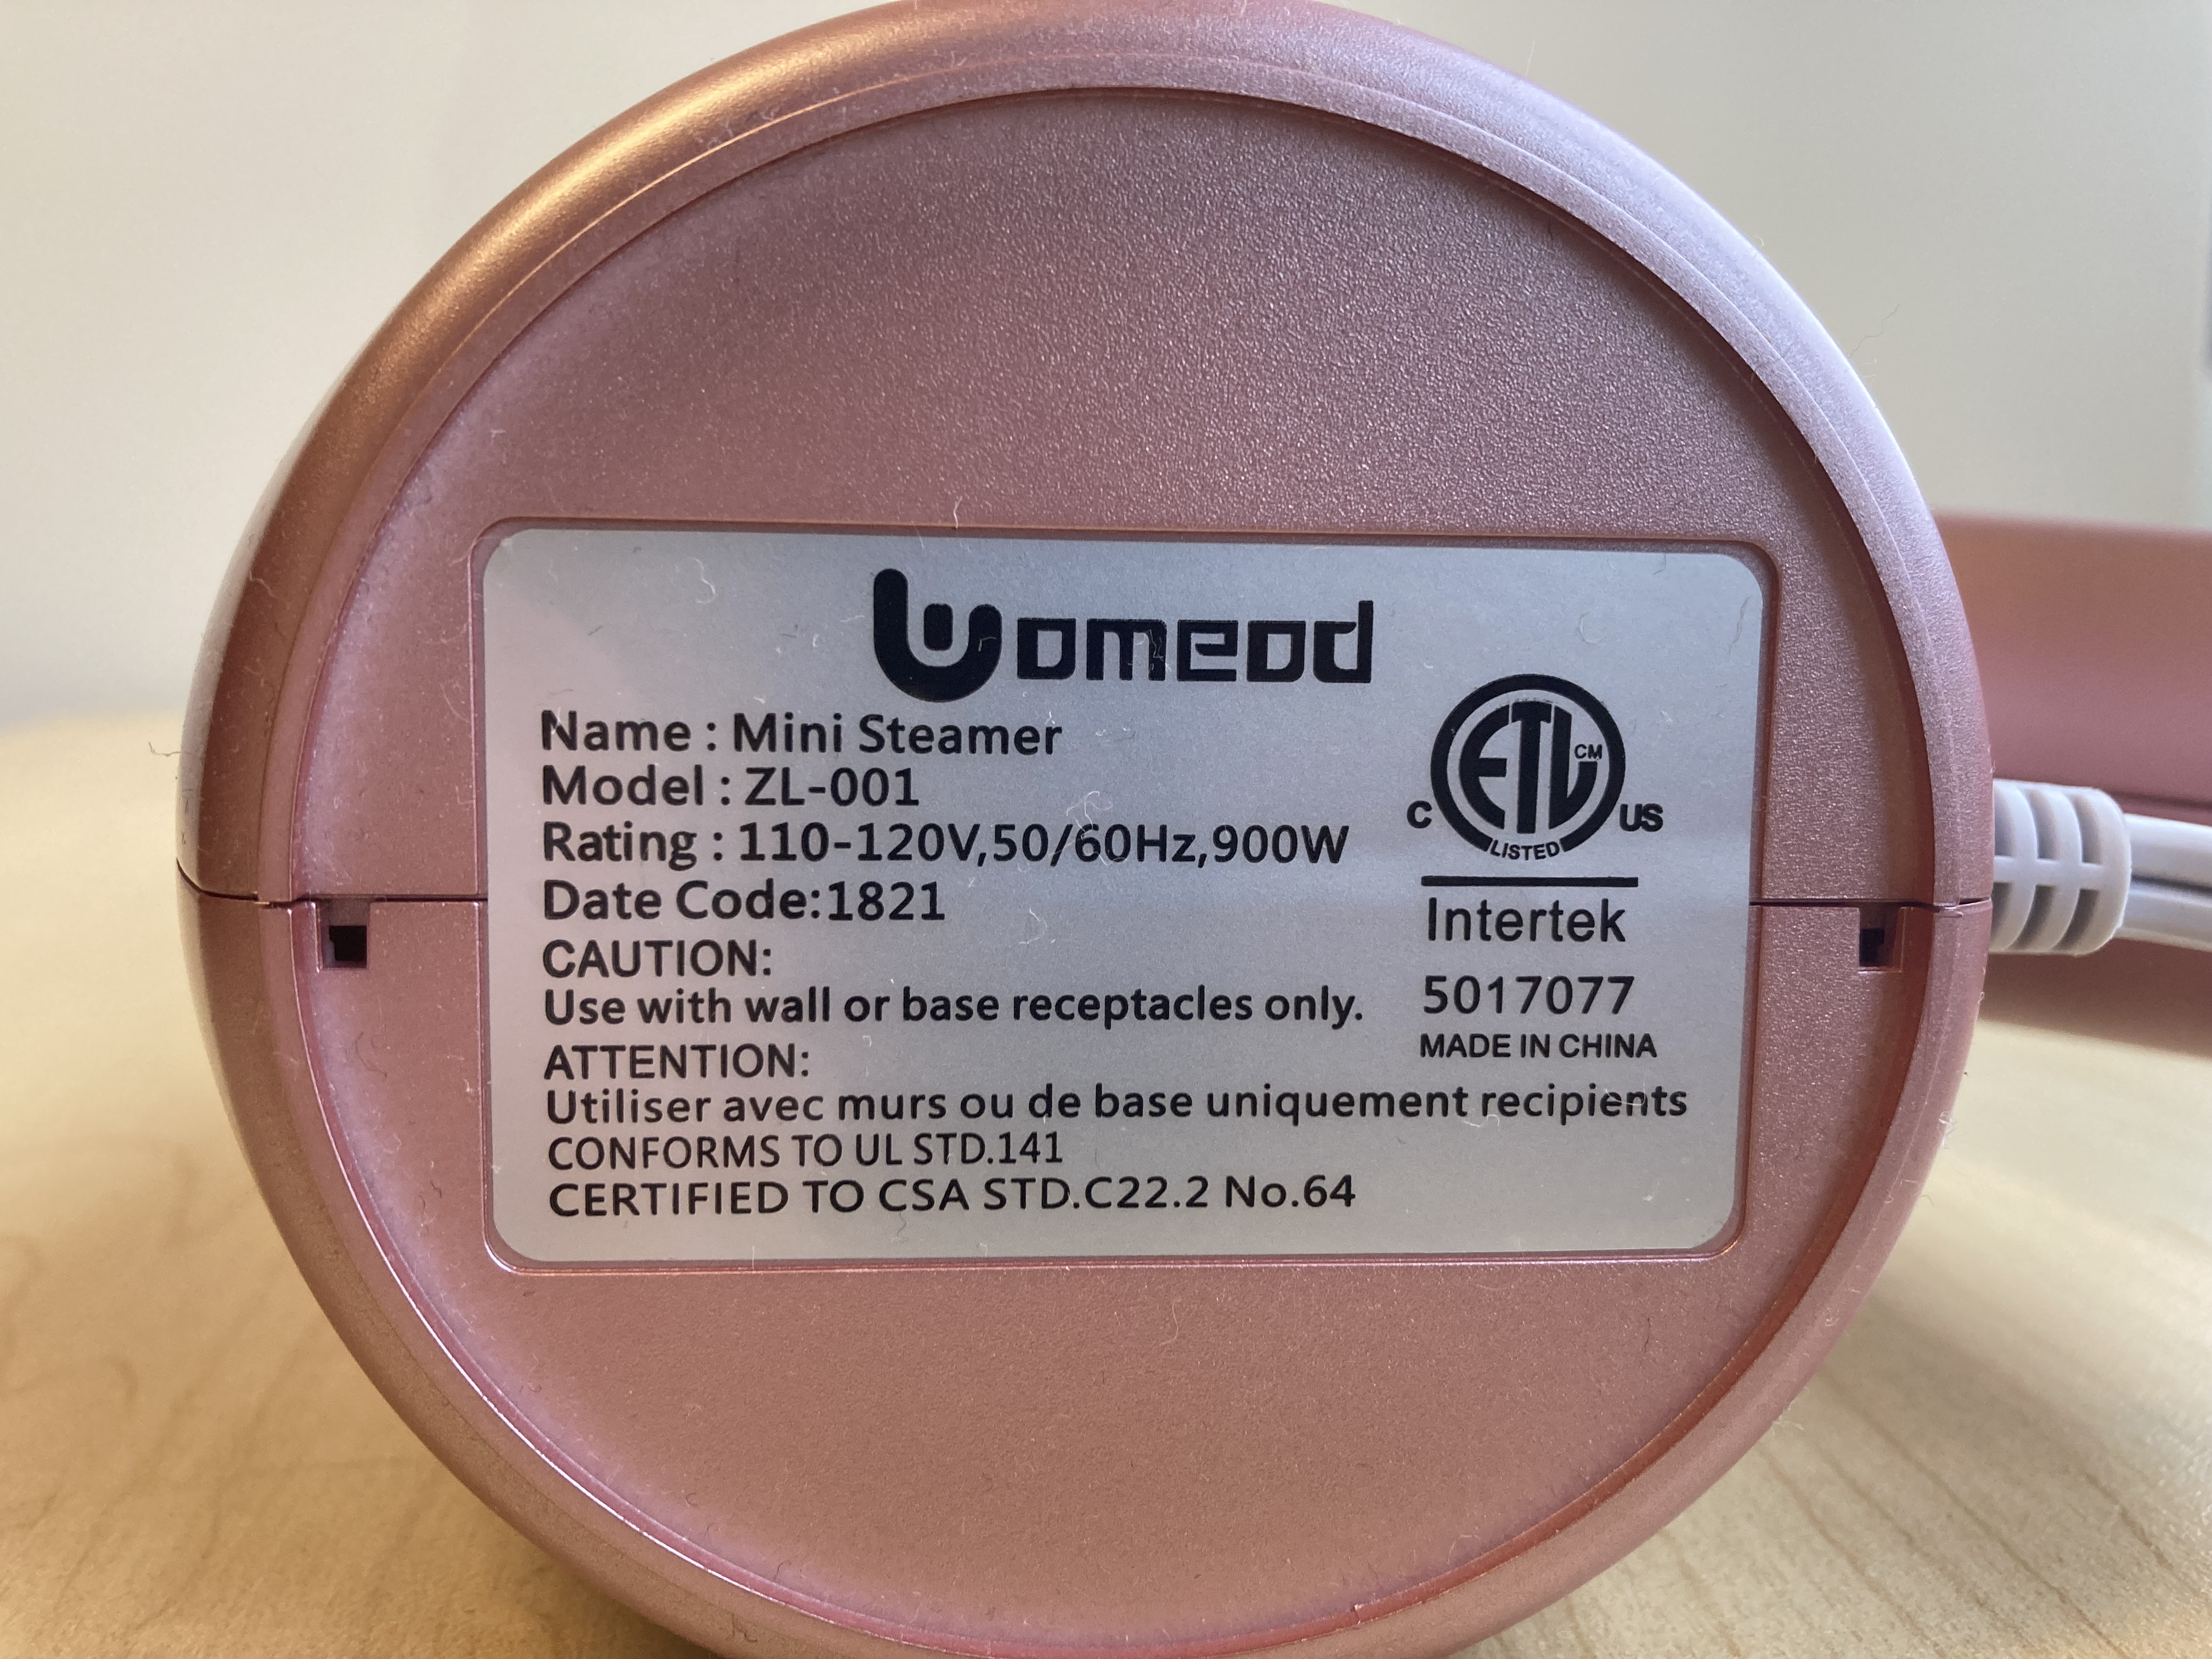 Womeod
Name : Mini Steamer
Model : ZL-001
Rating : 110-120V,50/60Hz,900W
Date Code:1821
CAUTION:
Use with wall or base receptacles only.
ATTENTION:
Utiliser avec murs ou de base uniquement recipients
CONFORMS TO UL STD.141
CERTIFIED TO CSA STD.C22.2 No.64
ETL CM
C US
LISTED
Intertek
5017077
MADE IN CHINA